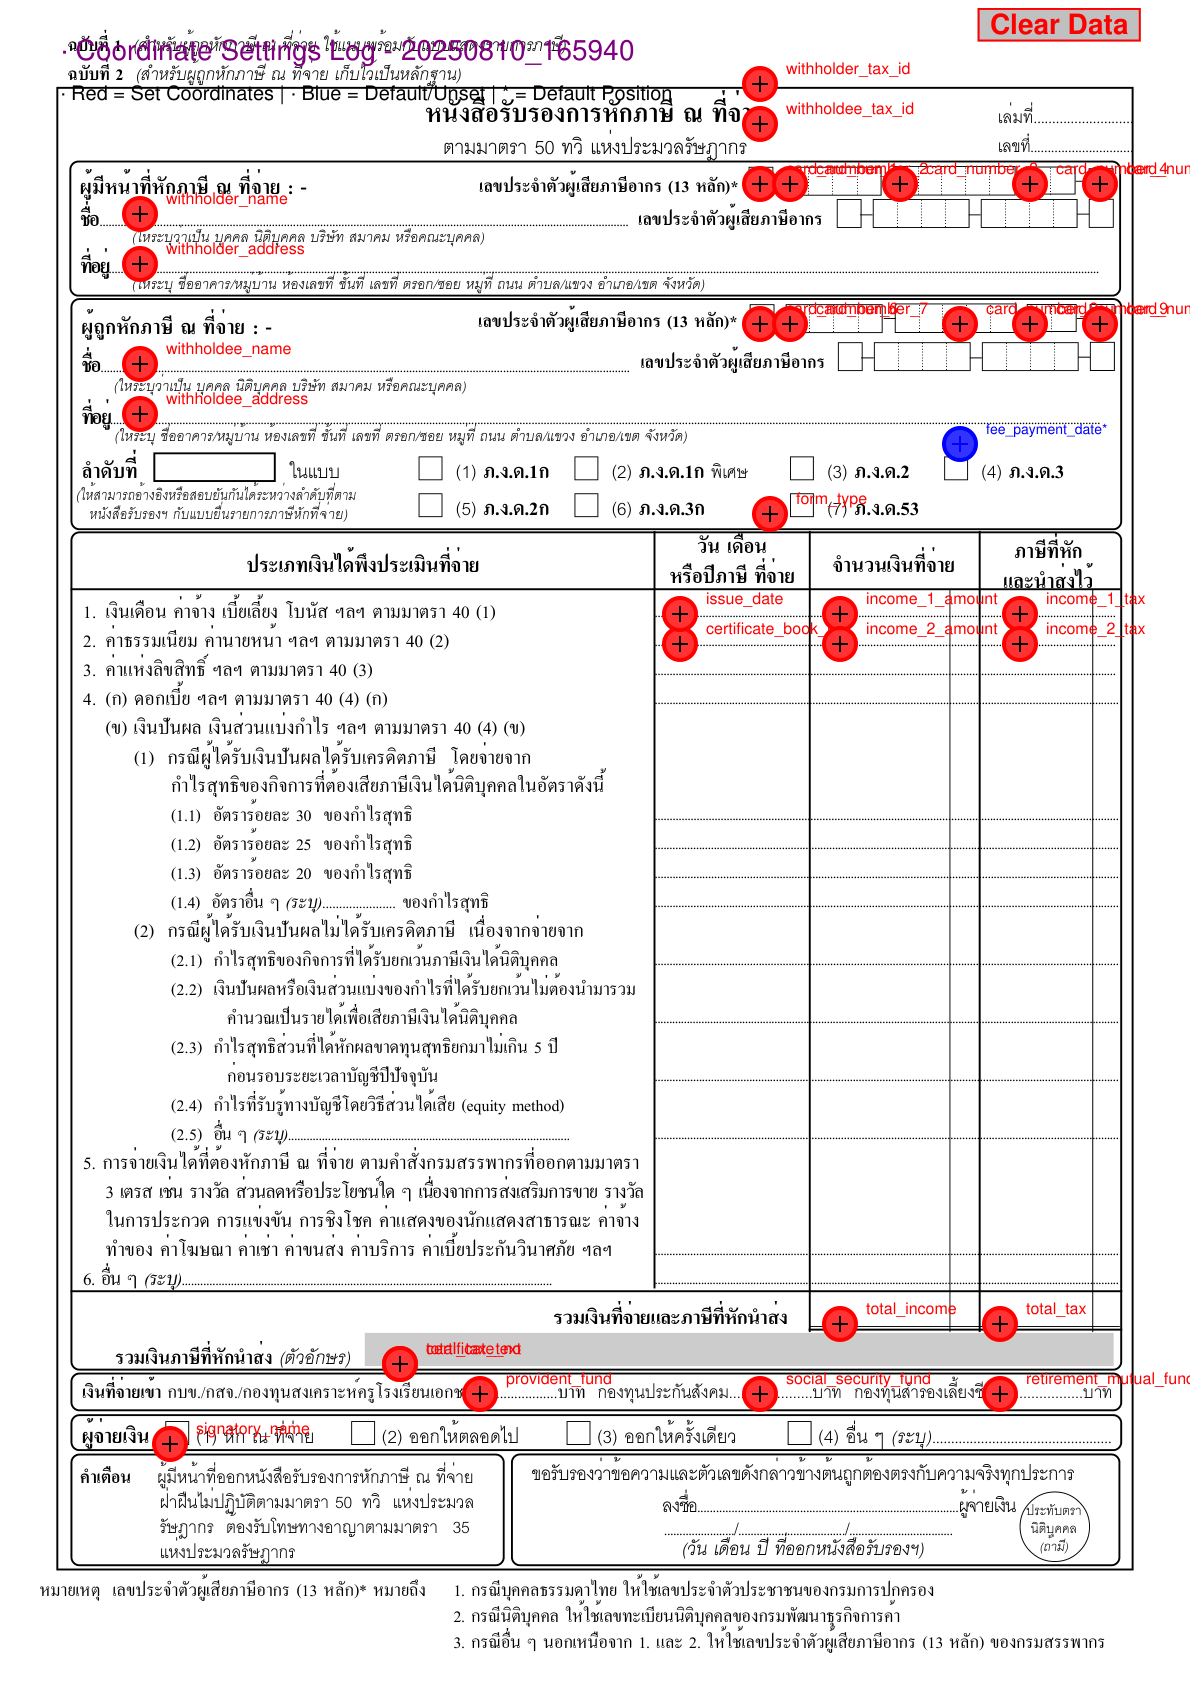 Clear Data
ฉบับที่ 1 (สำหรับผู้ถูกหักภาษี ณ ที่จ่าย ใช้แนบพร้อมกับแบบแสดงรายการภาษี)
· Coordinate Settings Log - 20250810_165940
ฉบับที่ 2 (สำหรับผู้ถูกหักภาษี ณ ที่จ่าย เก็บไว้เป็นหลักฐาน)
withholder_tax_id
· Red = Set Coordinates | · Blue = Default/Unset | * = Default Position
หนังสือรับรองการหักภาษี ณ ที่จ่าย
withholdee_tax_id
เล่มที่
ตามมาตรา 50 ทวิ แห่งประมวลรัษฎากร
เลขที่
ผู้มีหน้าที่หักภาษี ณ ที่จ่าย : -
เลขประจำตัวผู้เสียภาษีอากร (13 หลัก)*
card_number_2 card_number_3 card_number_4
withholder_name
ชื่อ
เลขประจำตัวผู้เสียภาษีอากร
(ให้ระบุว่าเป็น บุคคล นิติบุคคล บริษัท สมาคม หรือคณะบุคคล)
withholder_address
ที่อยู่
(ให้ระบุ ชื่ออาคาร/หมู่บ้าน ห้องเลขที่ ชั้นที่ เลขที่ ตรอก/ซอย หมู่ที่ ถนน ตำบล/แขวง อำเภอ/เขต จังหวัด)
ผู้ถูกหักภาษี ณ ที่จ่าย : -
เลขประจำตัวผู้เสียภาษีอากร (13 หลัก)*
card_number_7 card_number_9
withholdee_name
ชื่อ
เลขประจำตัวผู้เสียภาษีอากร
(ให้ระบุว่าเป็น บุคคล นิติบุคคล บริษัท สมาคม หรือคณะบุคคล)
withholdee_address
ที่อยู่
(ให้ระบุ ชื่ออาคาร/หมู่บ้าน ห้องเลขที่ ชั้นที่ เลขที่ ตรอก/ซอย หมู่ที่ ถนน ตำบล/แขวง อำเภอ/เขต จังหวัด)
fee_payment_date*
ลำดับที่ ในแบบ (1) ภ.ง.ด.1ก (2) ภ.ง.ด.1ก พิเศษ (3) ภ.ง.ด.2 (4) ภ.ง.ด.3
(ให้สามารถอ้างอิงหรือสอบยันกันได้ระหว่างลำดับที่ตาม
หนังสือรับรองฯ กับแบบยื่นรายการภาษีหักที่จ่าย)
form_type
(5) ภ.ง.ด.2ก (6) ภ.ง.ด.3ก (7) ภ.ง.ด.53
ประเภทเงินได้พึงประเมินที่จ่าย
วัน เดือน
หรือปีภาษี ที่จ่าย
จำนวนเงินที่จ่าย
ภาษีที่หัก
และนำส่งไว้
issue_date income_1_amount income_1_tax
1. เงินเดือน ค่าจ้าง เบี้ยเลี้ยง โบนัส ฯลฯ ตามมาตรา 40 (1)
certificate_book_ income_2_amount income_2_tax
2. ค่าธรรมเนียม ค่านายหน้า ฯลฯ ตามมาตรา 40 (2)
3. ค่าแห่งลิขสิทธิ์ ฯลฯ ตามมาตรา 40 (3)
4. (ก) ดอกเบี้ย ฯลฯ ตามมาตรา 40 (4) (ก)
(ข) เงินปันผล เงินส่วนแบ่งกำไร ฯลฯ ตามมาตรา 40 (4) (ข)
(1) กรณีผู้ได้รับเงินปันผลได้รับเครดิตภาษี โดยจ่ายจาก
กำไรสุทธิของกิจการที่ต้องเสียภาษีเงินได้นิติบุคคลในอัตราดังนี้
(1.1) อัตราร้อยละ 30 ของกำไรสุทธิ
(1.2) อัตราร้อยละ 25 ของกำไรสุทธิ
(1.3) อัตราร้อยละ 20 ของกำไรสุทธิ
(1.4) อัตราอื่น ๆ (ระบุ)...................... ของกำไรสุทธิ
(2) กรณีผู้ได้รับเงินปันผลไม่ได้รับเครดิตภาษี เนื่องจากจ่ายจาก
(2.1) กำไรสุทธิของกิจการที่ได้รับยกเว้นภาษีเงินได้นิติบุคคล
(2.2) เงินปันผลหรือเงินส่วนแบ่งของกำไรที่ได้รับยกเว้นไม่ต้องนำมารวม
คำนวณเป็นรายได้เพื่อเสียภาษีเงินได้นิติบุคคล
(2.3) กำไรสุทธิส่วนที่ได้หักผลขาดทุนสุทธิยกมาไม่เกิน 5 ปี
ก่อนรอบระยะเวลาบัญชีปีปัจจุบัน
(2.4) กำไรที่รับรู้ทางบัญชีโดยวิธีส่วนได้เสีย (equity method)
(2.5) อื่น ๆ (ระบุ)
5. การจ่ายเงินได้ที่ต้องหักภาษี ณ ที่จ่าย ตามคำสั่งกรมสรรพากรที่ออกตามมาตรา
3 เตรส เช่น รางวัล ส่วนลดหรือประโยชน์ใด ๆ เนื่องจากการส่งเสริมการขาย รางวัล
ในการประกวด การแข่งขัน การชิงโชค ค่าแสดงของนักแสดงสาธารณะ ค่าจ้าง
ทำของ ค่าโฆษณา ค่าเช่า ค่าขนส่ง ค่าบริการ ค่าเบี้ยประกันวินาศภัย ฯลฯ
6. อื่น ๆ (ระบุ)
รวมเงินที่จ่ายและภาษีที่หักนำส่ง
total_income total_tax
total_tax_text
รวมเงินภาษีที่หักนำส่ง (ตัวอักษร)
provident_fund social_security_fund retirement_mutual_fund
เงินที่จ่ายเข้า กบข./กสจ./กองทุนสงเคราะห์ครูโรงเรียนเอกช บาท กองทุนประกันสังคม บาท กองทุนสำรองเลี้ยงชี บาท
signatory_name
ผู้จ่ายเงิน (1) หัก ณ ที่จ่าย (2) ออกให้ตลอดไป (3) ออกให้ครั้งเดียว (4) อื่น ๆ (ระบุ)
คำเตือน ผู้มีหน้าที่ออกหนังสือรับรองการหักภาษี ณ ที่จ่าย
ฝ่าฝืนไม่ปฏิบัติตามมาตรา 50 ทวิ แห่งประมวล
รัษฎากร ต้องรับโทษทางอาญาตามมาตรา 35
แห่งประมวลรัษฎากร
ขอรับรองว่าข้อความและตัวเลขดังกล่าวข้างต้นถูกต้องตรงกับความจริงทุกประการ
ลงชื่อ ผู้จ่ายเงิน
/ /
(วัน เดือน ปี ที่ออกหนังสือรับรองฯ)
ประทับตรา
นิติบุคคล
(ถ้ามี)
หมายเหตุ เลขประจำตัวผู้เสียภาษีอากร (13 หลัก)* หมายถึง
1. กรณีบุคคลธรรมดาไทย ให้ใช้เลขประจำตัวประชาชนของกรมการปกครอง
2. กรณีนิติบุคคล ให้ใช้เลขทะเบียนนิติบุคคลของกรมพัฒนาธุรกิจการค้า
3. กรณีอื่น ๆ นอกเหนือจาก 1. และ 2. ให้ใช้เลขประจำตัวผู้เสียภาษีอากร (13 หลัก) ของกรมสรรพากร